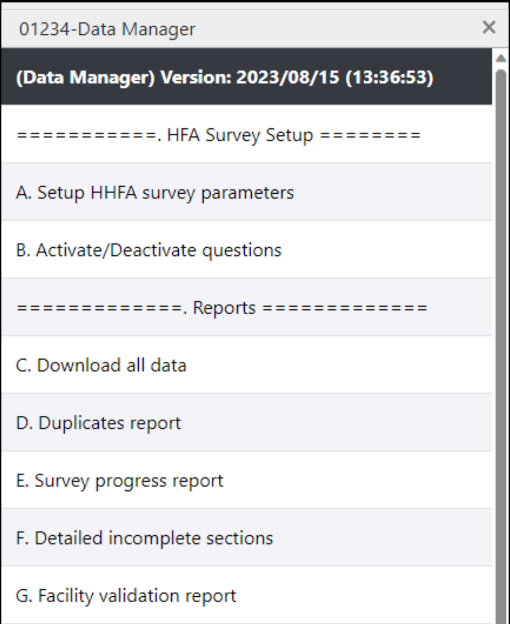 01234-Data Manager
(Data Manager) Version: 2023/08/15 (13:36:53)
===========. HFA Survey Setup ========
A. Setup HHFA survey parameters
B. Activate/Deactivate questions
=============. Reports =============
C. Download all data
D. Duplicates report
E. Survey progress report
F. Detailed incomplete sections
G. Facility validation report